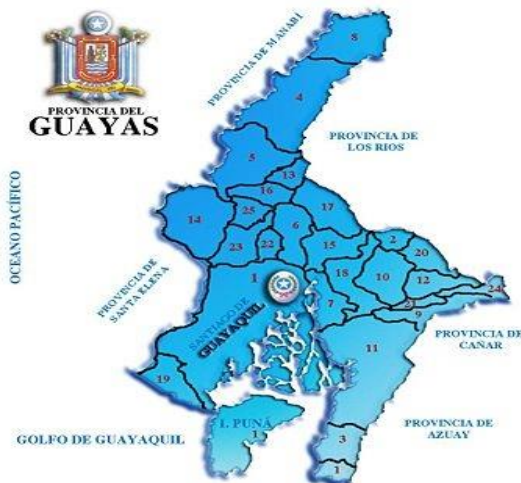 PROVINCIA DEL
GUAYAS
PROVINCIA DE MANABÍ
8
4
PROVINCIA DE
LOS RIOS
5
13
16
OCEANO PACÍFICO
14
25
6
17
23
22
15
2
20
1
18
10
12
24
7
9
PROVINCIA DE
SANTA ELENA
SANTIAGO DE
GUAYAQUIL
PROVINCIA DE
CAÑAR
11
19
I. PUNÁ
1
GOLFO DE GUAYAQUIL
PROVINCIA DE
AZUAY
3
1